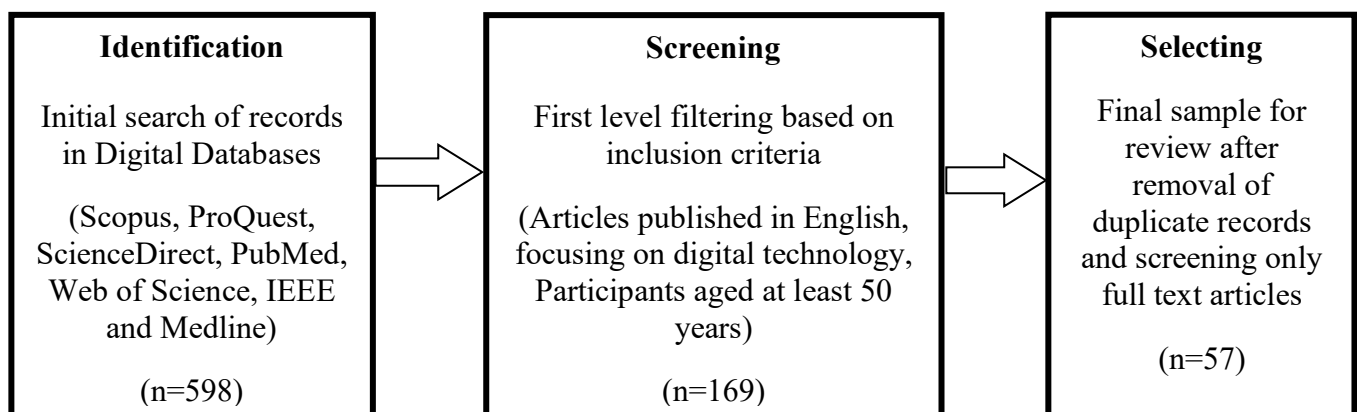 Identification
Initial search of records
in Digital Databases
(Scopus, ProQuest,
ScienceDirect, PubMed,
Web of Science, IEEE
and Medline)
(n=598)
Screening
First level filtering based on
inclusion criteria
(Articles published in English,
focusing on digital technology,
Participants aged at least 50
years)
(n=169)
Selecting
Final sample for
review after
removal of
duplicate records
and screening only
full text articles
(n=57)